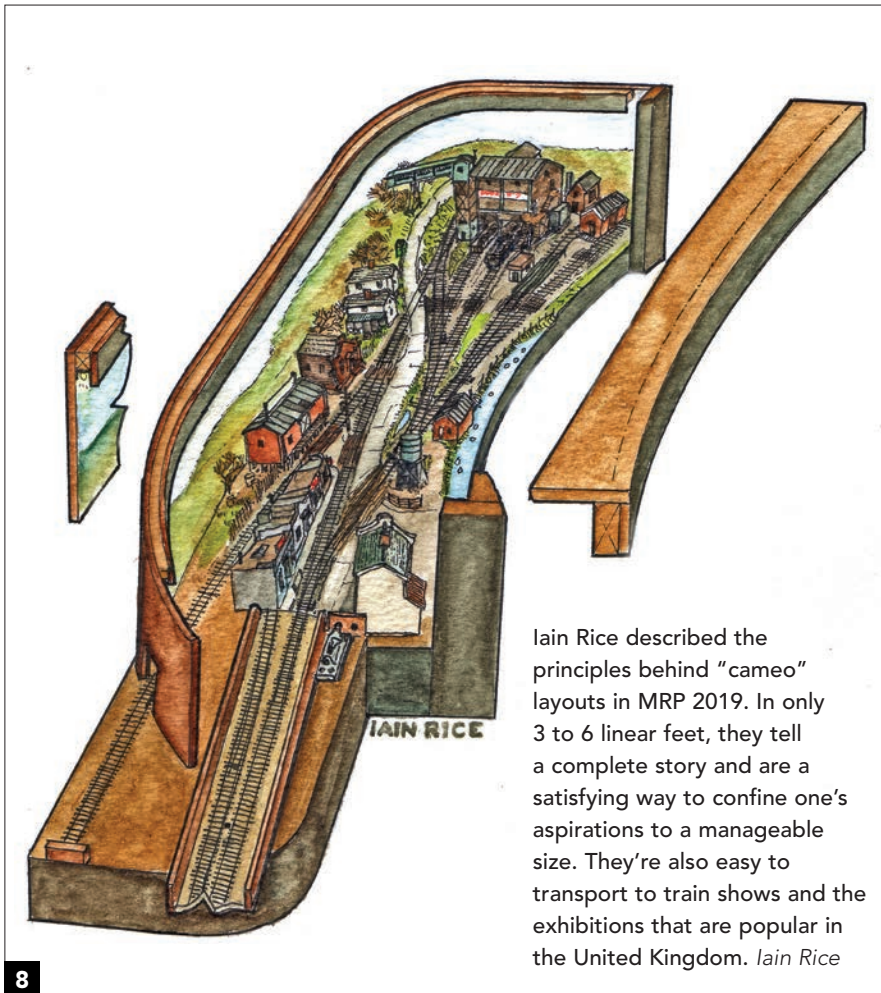 IAIN RICE
Iain Rice described the
principles behind “cameo”
layouts in MRP 2019. In only
3 to 6 linear feet, they tell
a complete story and are a
satisfying way to confine one’s
aspirations to a manageable
size. They’re also easy to
transport to train shows and the
exhibitions that are popular in
the United Kingdom. Iain Rice
8